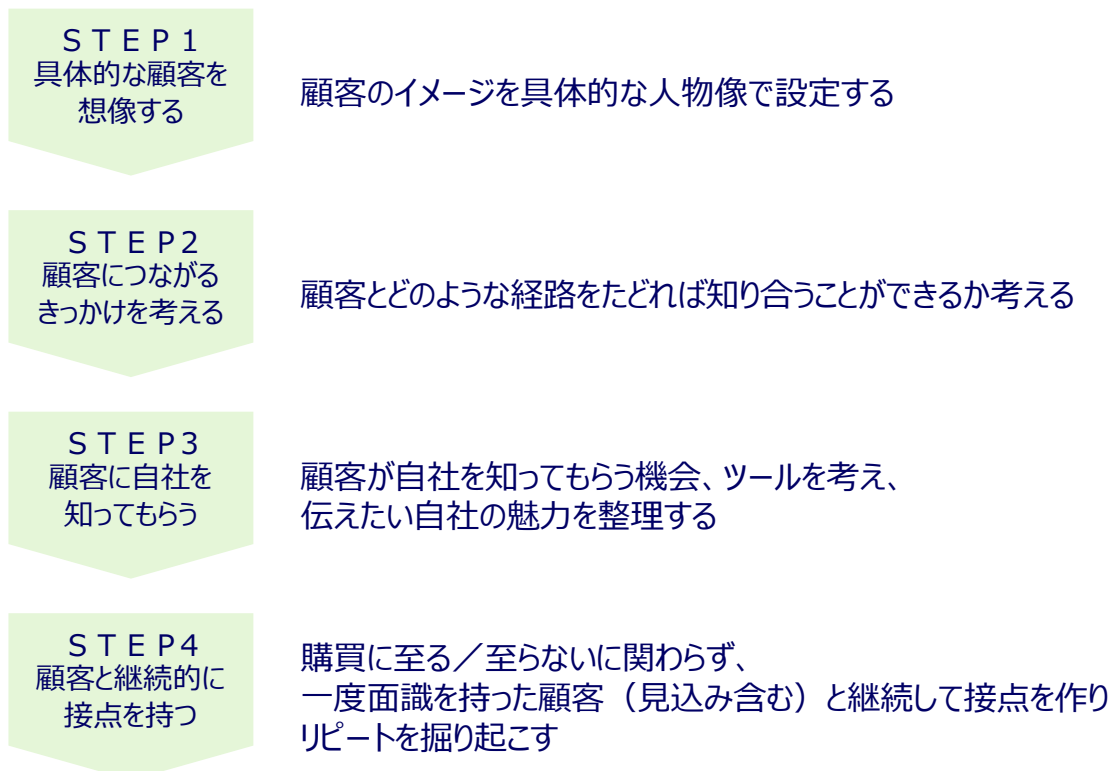 ＳＴＥＰ１
具体的な顧客を
想像する
顧客のイメージを具体的な人物像で設定する
ＳＴＥＰ2
顧客につながる
きっかけを考える
顧客とどのような経路をたどれば知り合うことができるか考える
ＳＴＥＰ3
顧客に自社を
知ってもらう
顧客が自社を知ってもらう機会、ツールを考え、
伝えたい自社の魅力を整理する
ＳＴＥＰ4
顧客と継続的に
接点を持つ
購買に至る／至らないに関わらず、
一度面識を持った顧客（見込み含む）と継続して接点を作り
リピートを掘り起こす